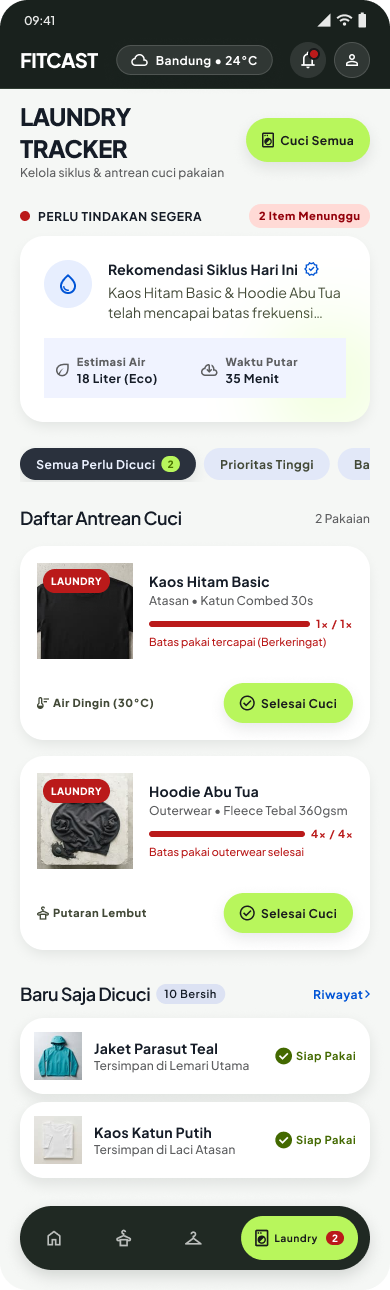 09:41
FITCAST
Bandung • 24°C
LAUNDRY
TRACKER
Cuci Semua
Kelola siklus & antrean cuci pakaian
PERLU TINDAKAN SEGERA
2 Item Menunggu
Rekomendasi Siklus Hari Ini
Kaos Hitam Basic & Hoodie Abu Tua
telah mencapai batas frekuensi...
Estimasi Air
18 Liter (Eco)
Waktu Putar
35 Menit
Semua Perlu Dicuci 2
Prioritas Tinggi
Ba
Daftar Antrean Cuci
2 Pakaian
LAUNDRY
Kaos Hitam Basic
Atasan • Katun Combed 30s
1× / 1×
Batas pakai tercapai (Berkeringat)
Air Dingin (30°C)
Selesai Cuci
LAUNDRY
Hoodie Abu Tua
Outerwear • Fleece Tebal 360gsm
4× / 4×
Batas pakai outerwear selesai
Putaran Lembut
Selesai Cuci
Baru Saja Dicuci
10 Bersih
Riwayat
Jaket Parasut Teal
Tersimpan di Lemari Utama
Siap Pakai
Kaos Katun Putih
Tersimpan di Laci Atasan
Siap Pakai
Laundry 2